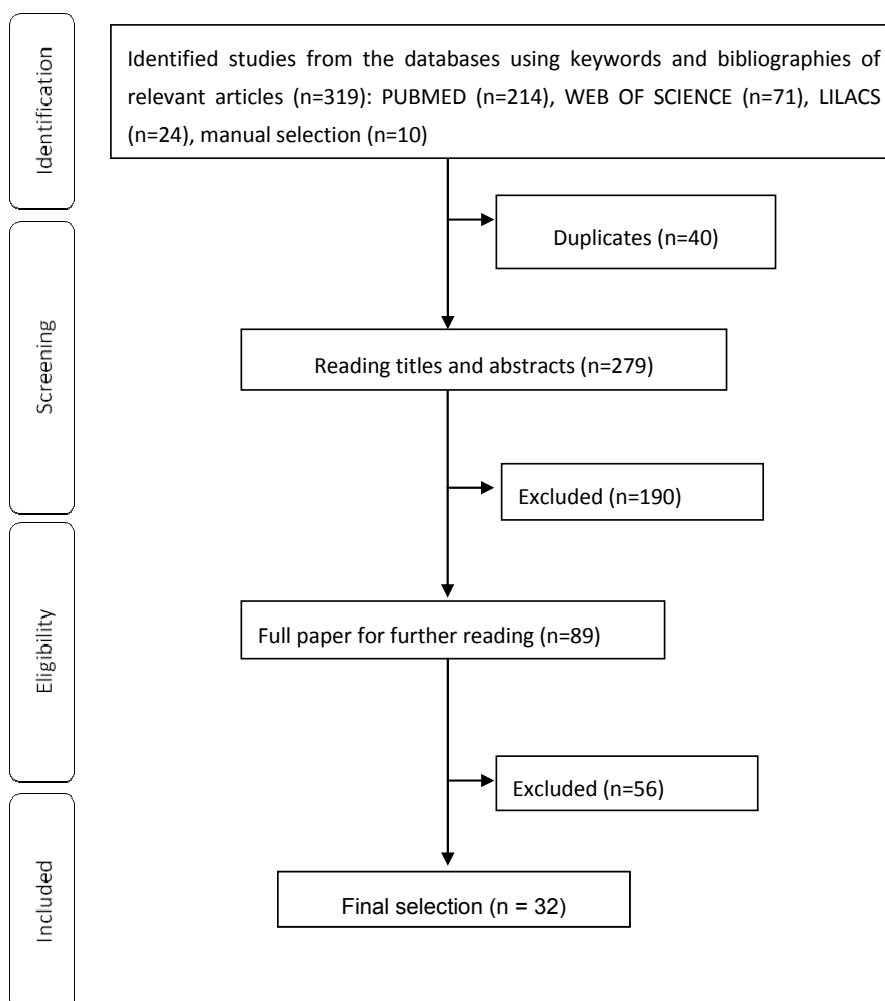 Identification
Identified studies from the databases using keywords and bibliographies of
relevant articles (n=319): PUBMED (n=214), WEB OF SCIENCE (n=71), LILACS
(n=24), manual selection (n=10)
Screening
Duplicates (n=40)
Reading titles and abstracts (n=279)
Excluded (n=190)
Eligibility
Full paper for further reading (n=89)
Excluded (n=56)
Included
Final selection (n = 32)